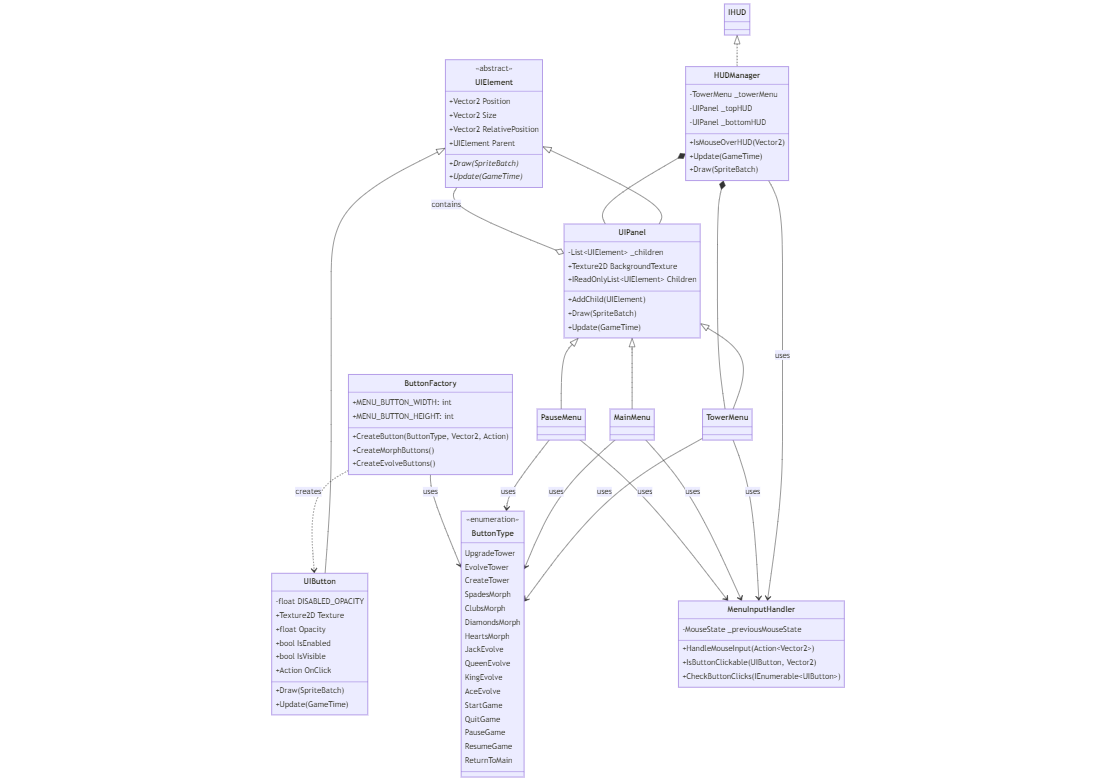 IHUD
«abstract»
UIElement
+Vector2 Position
+Vector2 Size
+Vector2 RelativePosition
+UIElement Parent
+Draw(SpriteBatch)
+Update(GameTime)
HUDManager
-TowerMenu _towerMenu
-UIPanel _topHUD
-UIPanel _bottomHUD
+IsMouseOverHUD(Vector2)
+Update(GameTime)
+Draw(SpriteBatch)
contains
UIPanel
-List<UIElement> _children
+Texture2D BackgroundTexture
+IReadOnlyList<UIElement> Children
+AddChild(UIElement)
+Draw(SpriteBatch)
+Update(GameTime)
uses
ButtonFactory
+MENU_BUTTON_WIDTH: int
+MENU_BUTTON_HEIGHT: int
+CreateButton(ButtonType, Vector2, Action)
+CreateMorphButtons()
+CreateEvolveButtons()
PauseMenu
MainMenu
TowerMenu
creates
uses
uses
uses
uses
uses
uses
uses
«enumeration»
ButtonType
UpgradeTower
EvolveTower
CreateTower
SpadesMorph
ClubsMorph
DiamondsMorph
HeartsMorph
JackEvolve
QueenEvolve
KingEvolve
AceEvolve
StartGame
QuitGame
PauseGame
ResumeGame
ReturnToMain
UIButton
-float DISABLED_OPACITY
+Texture2D Texture
+float Opacity
+bool IsEnabled
+bool IsVisible
+Action OnClick
+Draw(SpriteBatch)
+Update(GameTime)
MenuInputHandler
-MouseState _previousMouseState
+HandleMouseInput(Action<Vector2>)
+IsButtonClickable(UIButton, Vector2)
+CheckButtonClicks(IEnumerable<UIButton>)